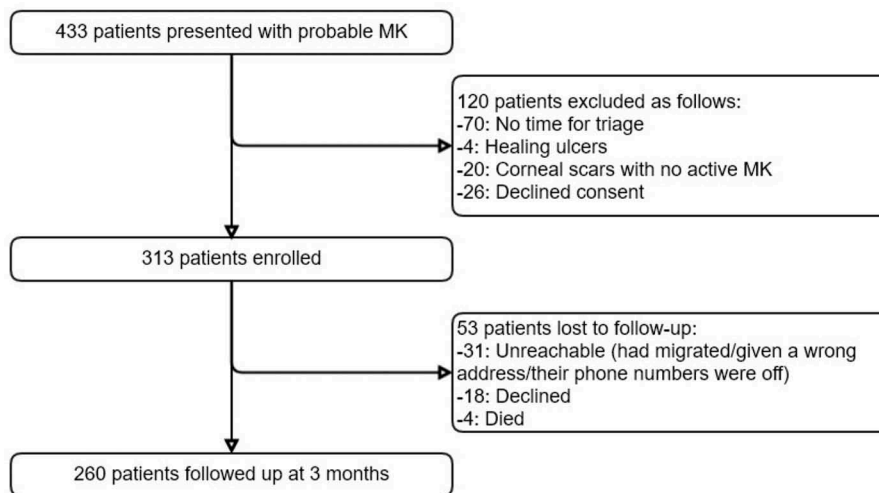 433 patients presented with probable MK
120 patients excluded as follows:
-70: No time for triage
-4: Healing ulcers
-20: Corneal scars with no active MK
-26: Declined consent
313 patients enrolled
53 patients lost to follow-up:
-31: Unreachable (had migrated/given a wrong
address/their phone numbers were off)
-18: Declined
-4: Died
260 patients followed up at 3 months